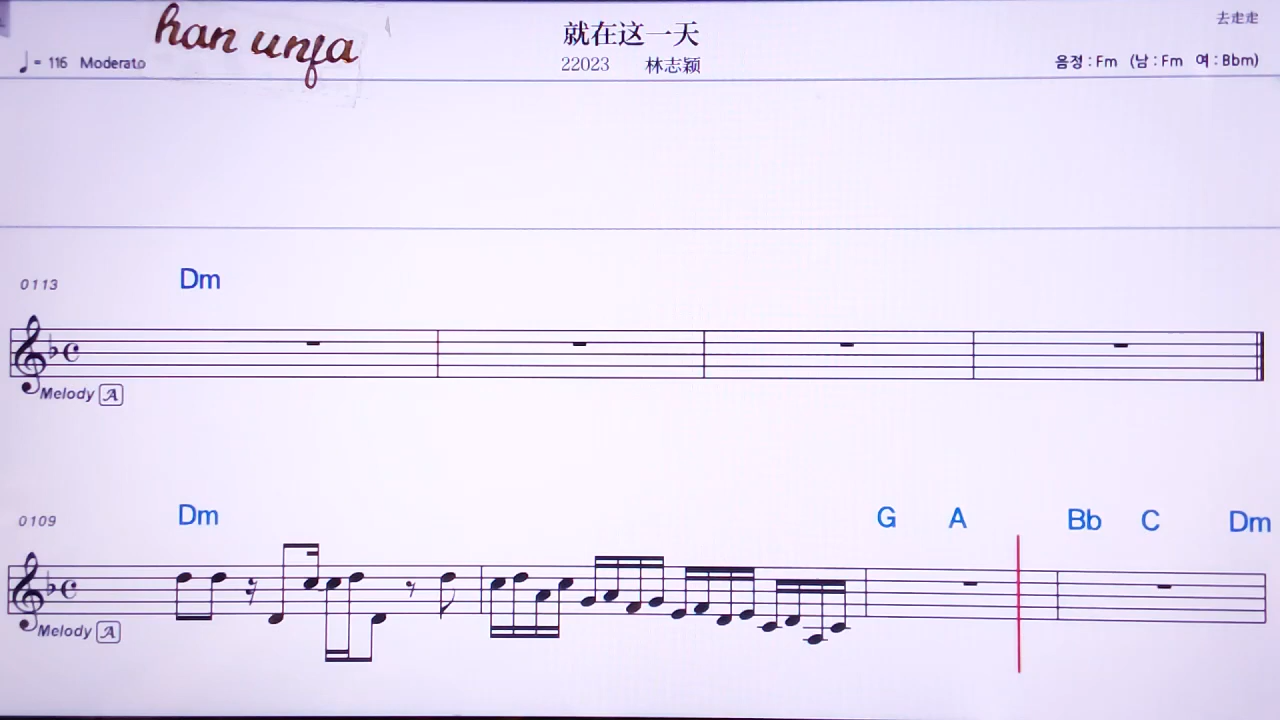 han unfa
就在这一天
去走走
♩= 116 Moderato
22023 林志颖
음정 : Fm (남 : Fm 여 : Bbm)
0113 Dm
Melody A
0109 Dm G A Bb C Dm
Melody A